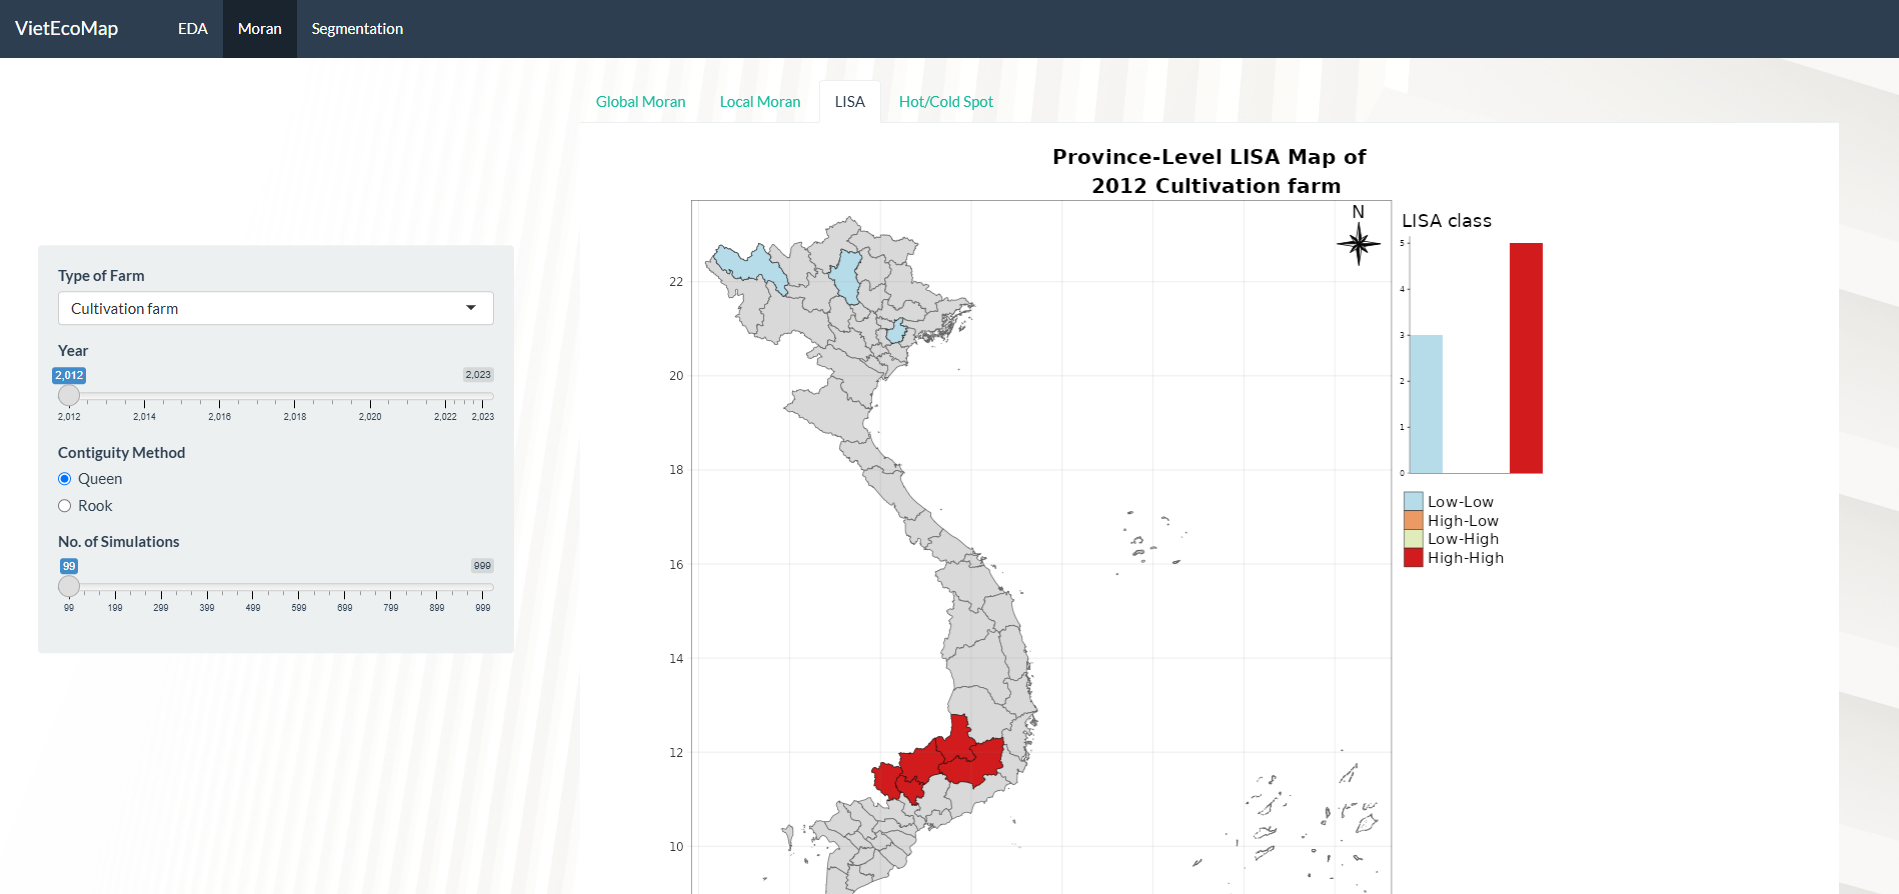 VietEcoMap EDA Moran Segmentation
Global Moran Local Moran LISA Hot/Cold Spot
Type of Farm
Cultivation farm
Year
2,012 2,023
2,012 2,014 2,016 2,018 2,020 2,022 2,023
Contiguity Method
Queen
Rook
No. of Simulations
99 999
99 199 299 399 499 599 699 799 899 999
Province-Level LISA Map of
2012 Cultivation farm
N
22
20
18
16
14
12
10
LISA class
5
4
3
2
1
0
Low-Low
High-Low
Low-High
High-High